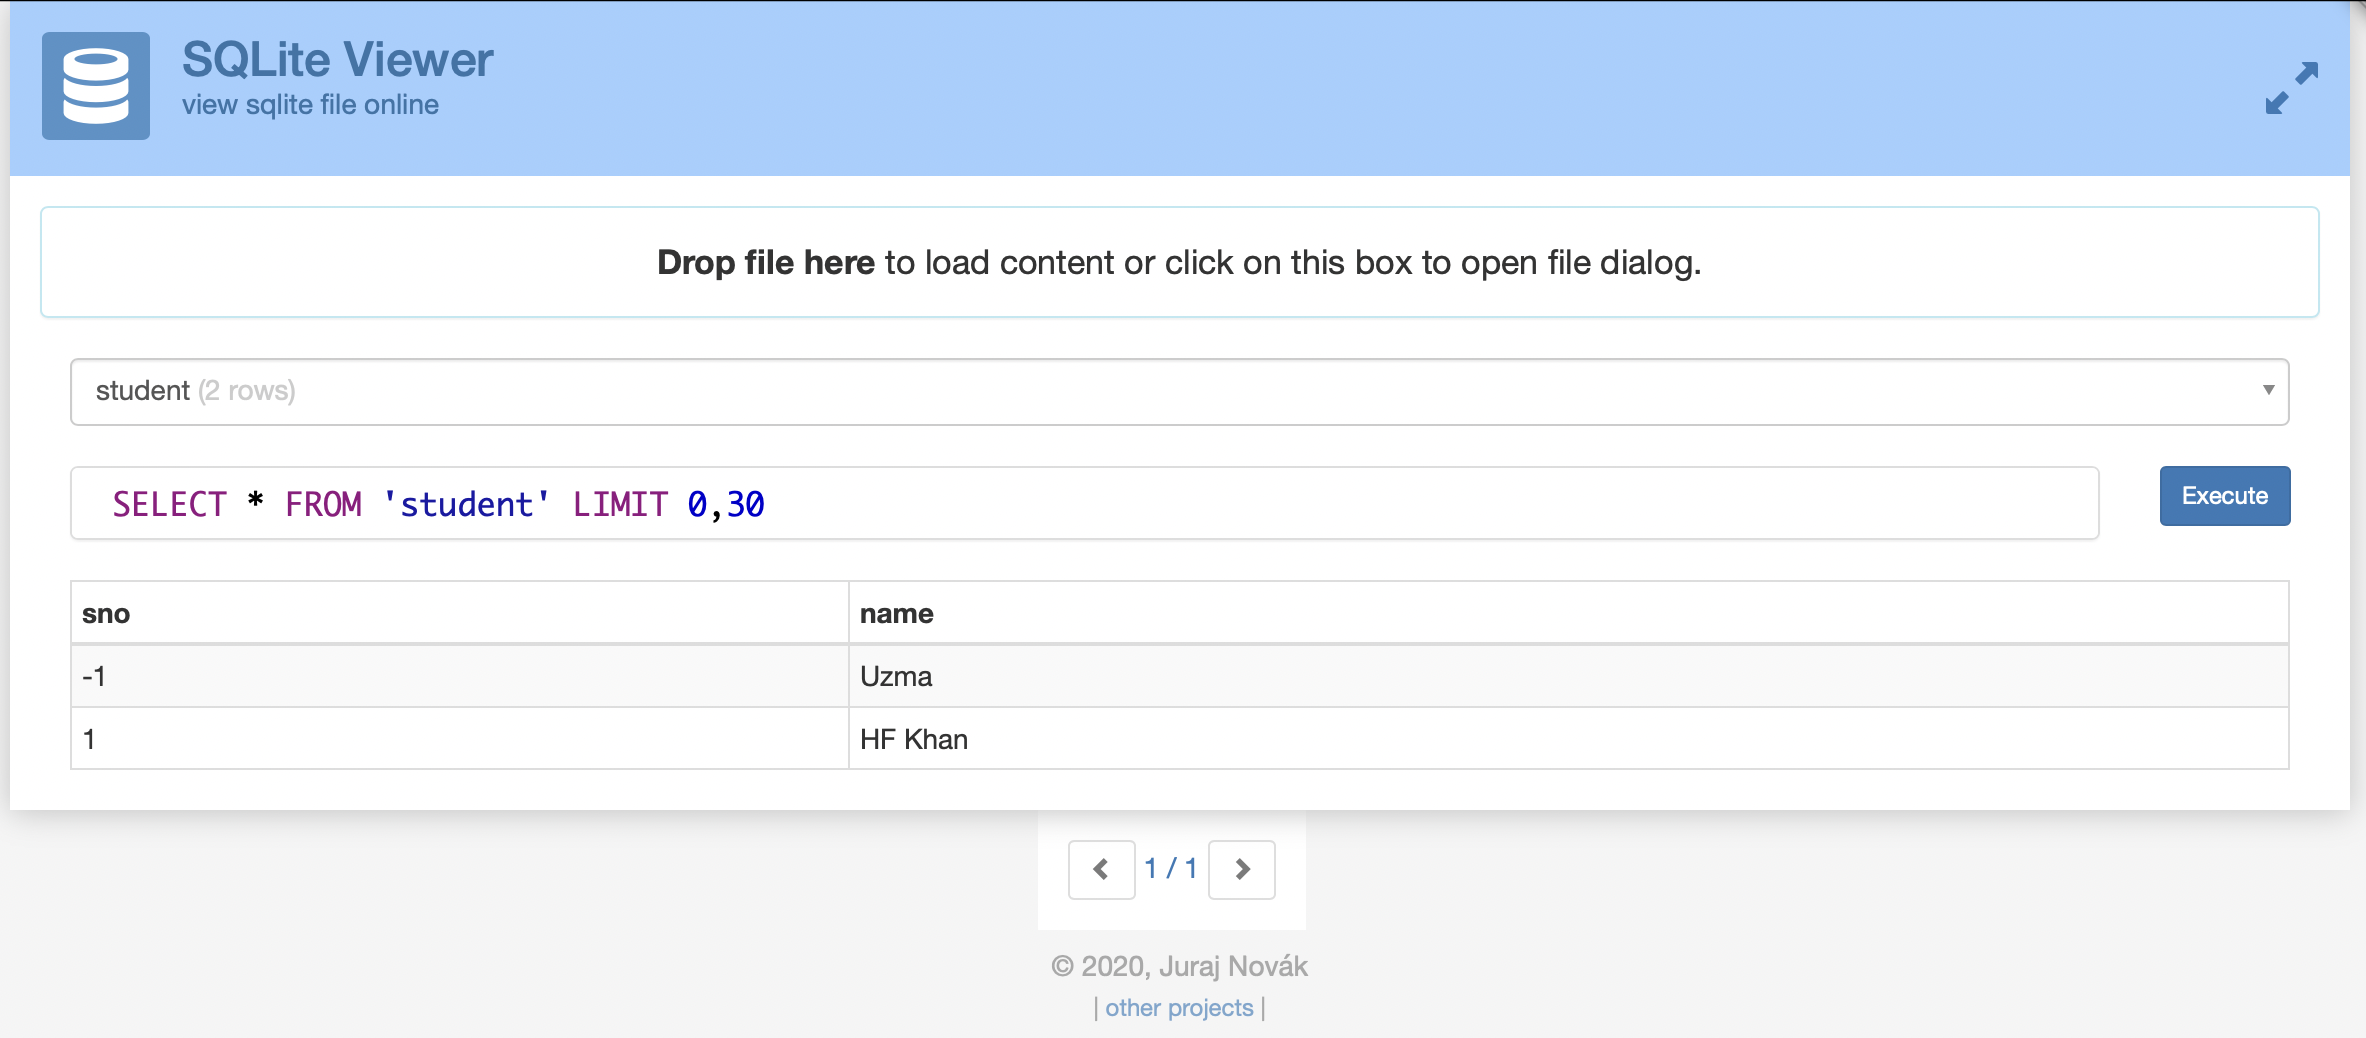 SQLite Viewer
view sqlite file online
Drop file here to load content or click on this box to open file dialog.
student (2 rows)
SELECT * FROM 'student' LIMIT 0,30
Execute
sno name
-1 Uzma
1 HF Khan
1 / 1
© 2020, Juraj Novák
| other projects |